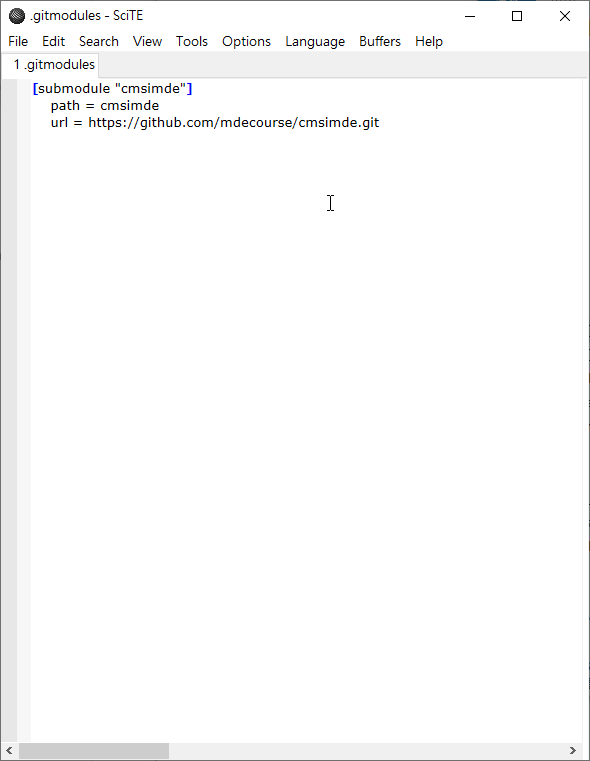 .gitmodules - SciTE
File Edit Search View Tools Options Language Buffers Help
1 .gitmodules
[submodule "cmsimde"]
path = cmsimde
url = https://github.com/mdecourse/cmsimde.git